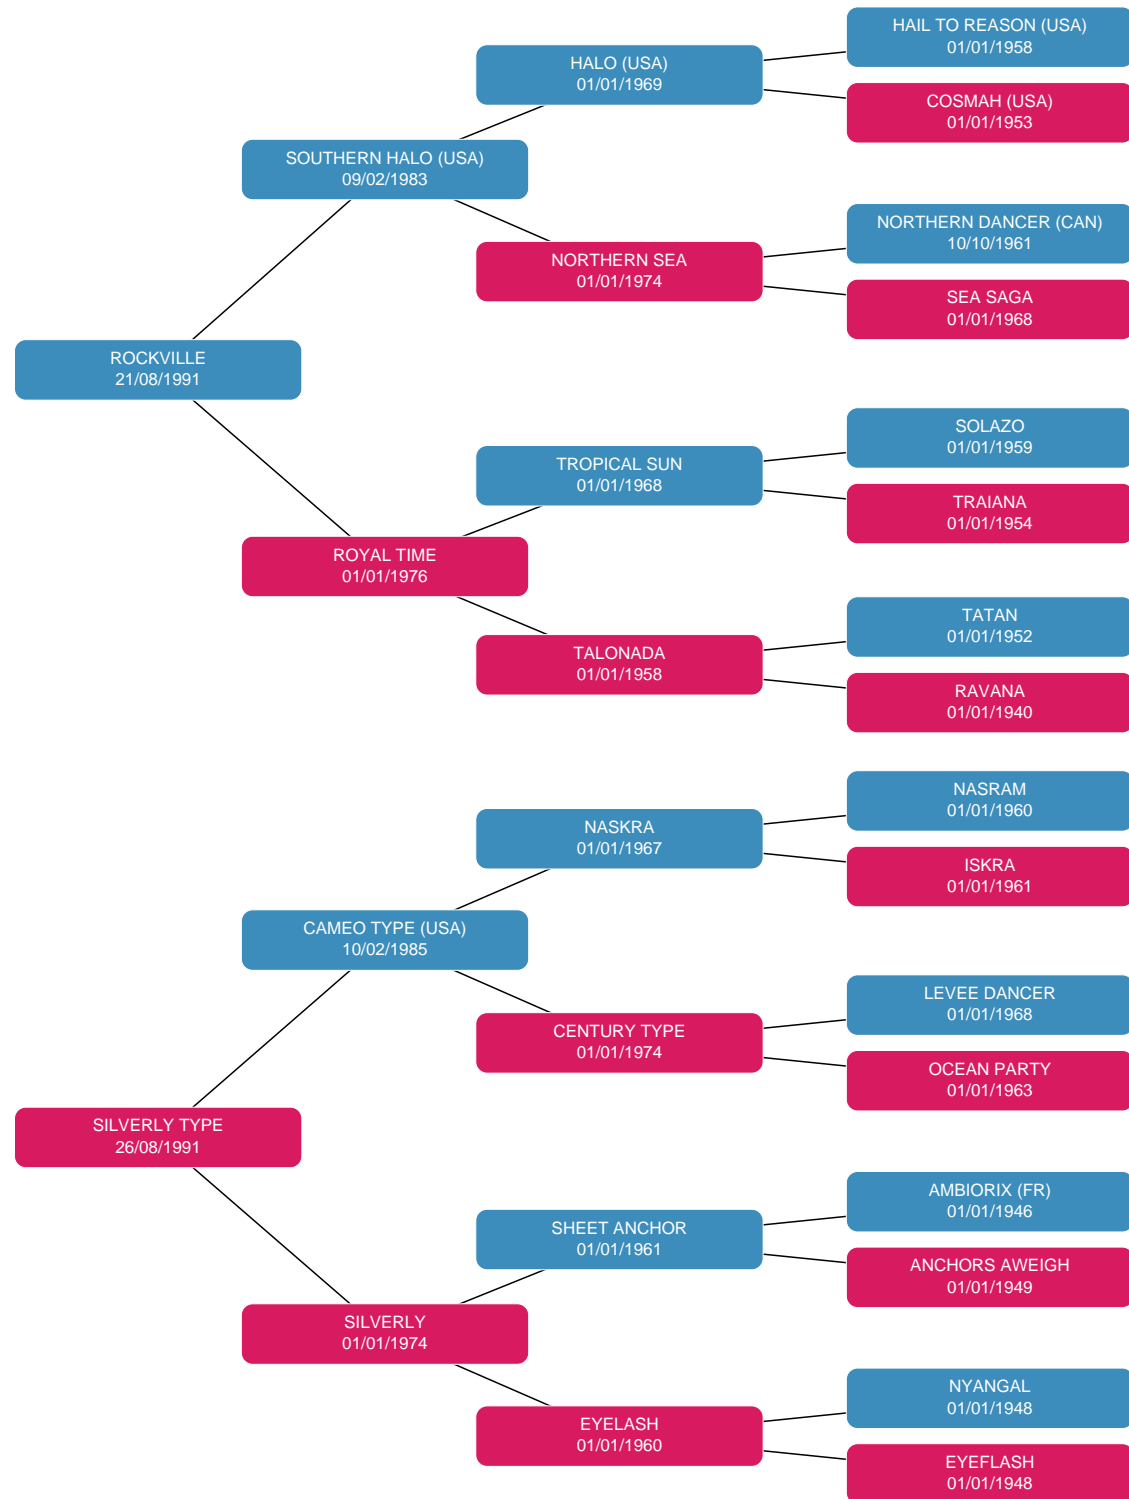 HAIL TO REASON (USA)
01/01/1958
HALO (USA)
01/01/1969
COSMAH (USA)
01/01/1953
SOUTHERN HALO (USA)
09/02/1983
NORTHERN DANCER (CAN)
10/10/1961
NORTHERN SEA
01/01/1974
SEA SAGA
01/01/1968
ROCKVILLE
21/08/1991
SOLAZO
01/01/1959
TROPICAL SUN
01/01/1968
TRAIANA
01/01/1954
ROYAL TIME
01/01/1976
TATAN
01/01/1952
TALONADA
01/01/1958
RAVANA
01/01/1940
NASRAM
01/01/1960
NASKRA
01/01/1967
ISKRA
01/01/1961
CAMEO TYPE (USA)
10/02/1985
LEVEE DANCER
01/01/1968
CENTURY TYPE
01/01/1974
OCEAN PARTY
01/01/1963
SILVERLY TYPE
26/08/1991
AMBIORIX (FR)
01/01/1946
SHEET ANCHOR
01/01/1961
ANCHORS AWEIGH
01/01/1949
SILVERLY
01/01/1974
NYANGAL
01/01/1948
EYELASH
01/01/1960
EYEFLASH
01/01/1948